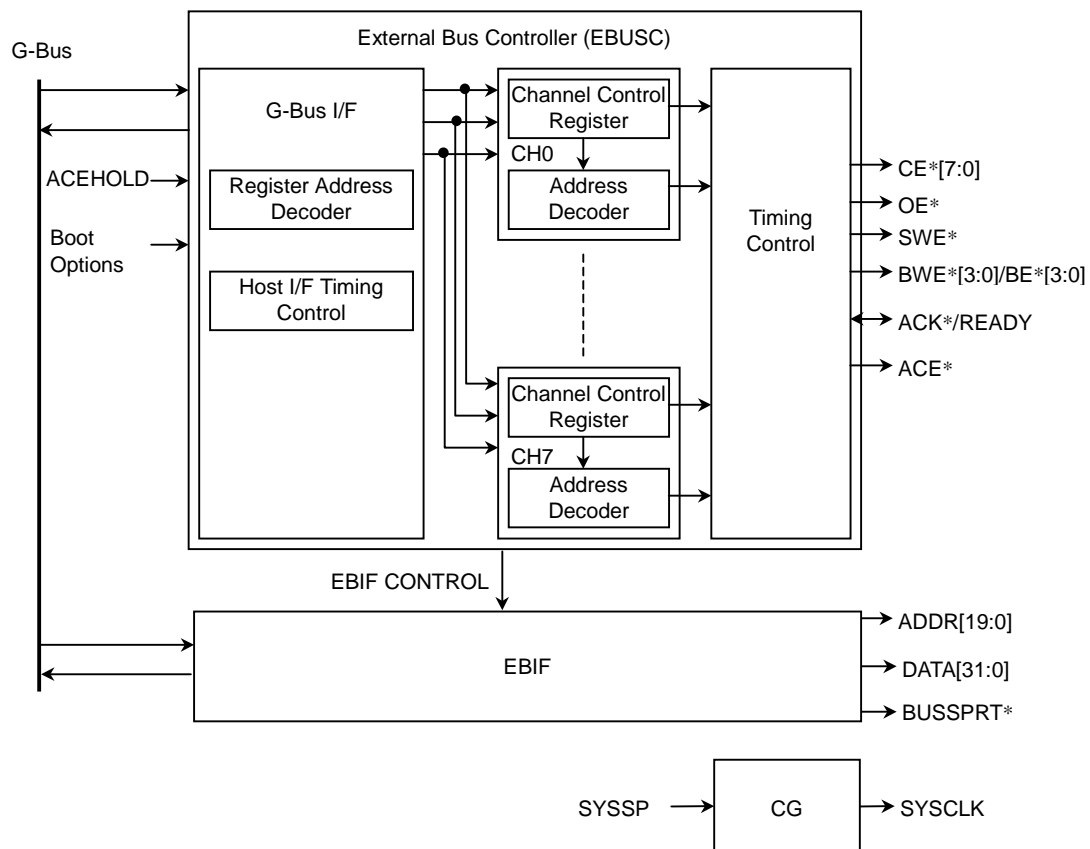 External Bus Controller (EBUSC)
G-Bus
G-Bus I/F
Channel Control
Register
CH0
Address
Decoder
ACEHOLD
Register Address
Decoder
Boot
Options
Host I/F Timing
Control
Timing
Control
CE*[7:0]
OE*
SWE*
BWE*[3:0]/BE*[3:0]
ACK*/READY
ACE*
Channel Control
Register
CH7
Address
Decoder
EBIF CONTROL
EBIF
ADDR[19:0]
DATA[31:0]
BUSSPRT*
SYSSP
CG
SYSCLK